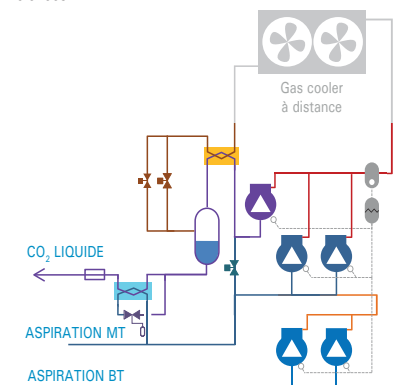 Gas cooler
à distance
CO₂ LIQUIDE
ASPIRATION MT
ASPIRATION BT